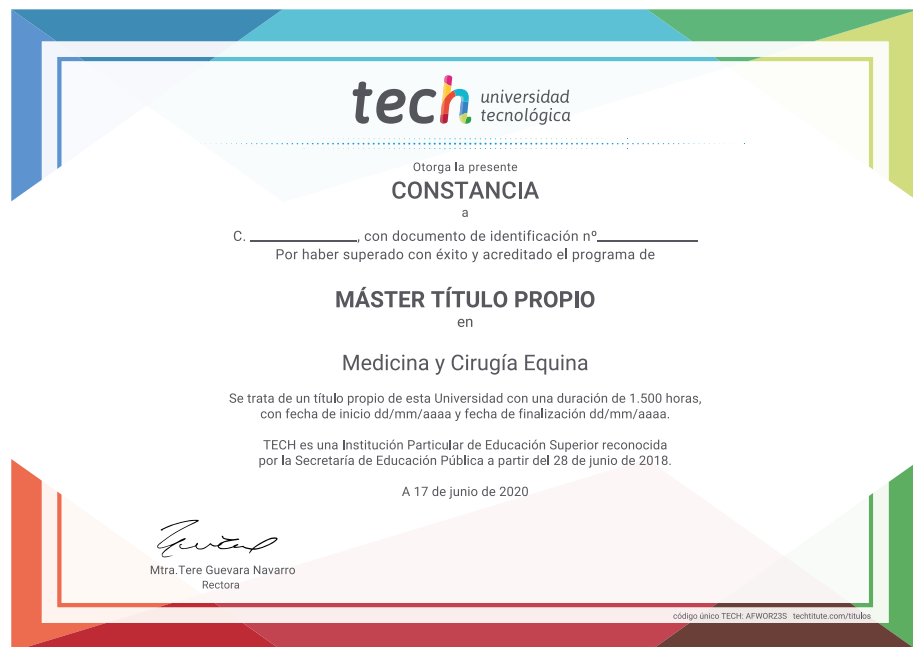 tech universidad
tecnológica
Otorga la presente
CONSTANCIA
a
C. ____________, con documento de identificación nº____________
Por haber superado con éxito y acreditado el programa de
MÁSTER TÍTULO PROPIO
en
Medicina y Cirugía Equina
Se trata de un título propio de esta Universidad con una duración de 1.500 horas,
con fecha de inicio dd/mm/aaaa y fecha de finalización dd/mm/aaaa.
TECH es una Institución Particular de Educación Superior reconocida
por la Secretaría de Educación Pública a partir del 28 de junio de 2018.
A 17 de junio de 2020
Mtra.Tere Guevara Navarro
Rectora
código único TECH: AFWOR23S techtitute.com/titulos